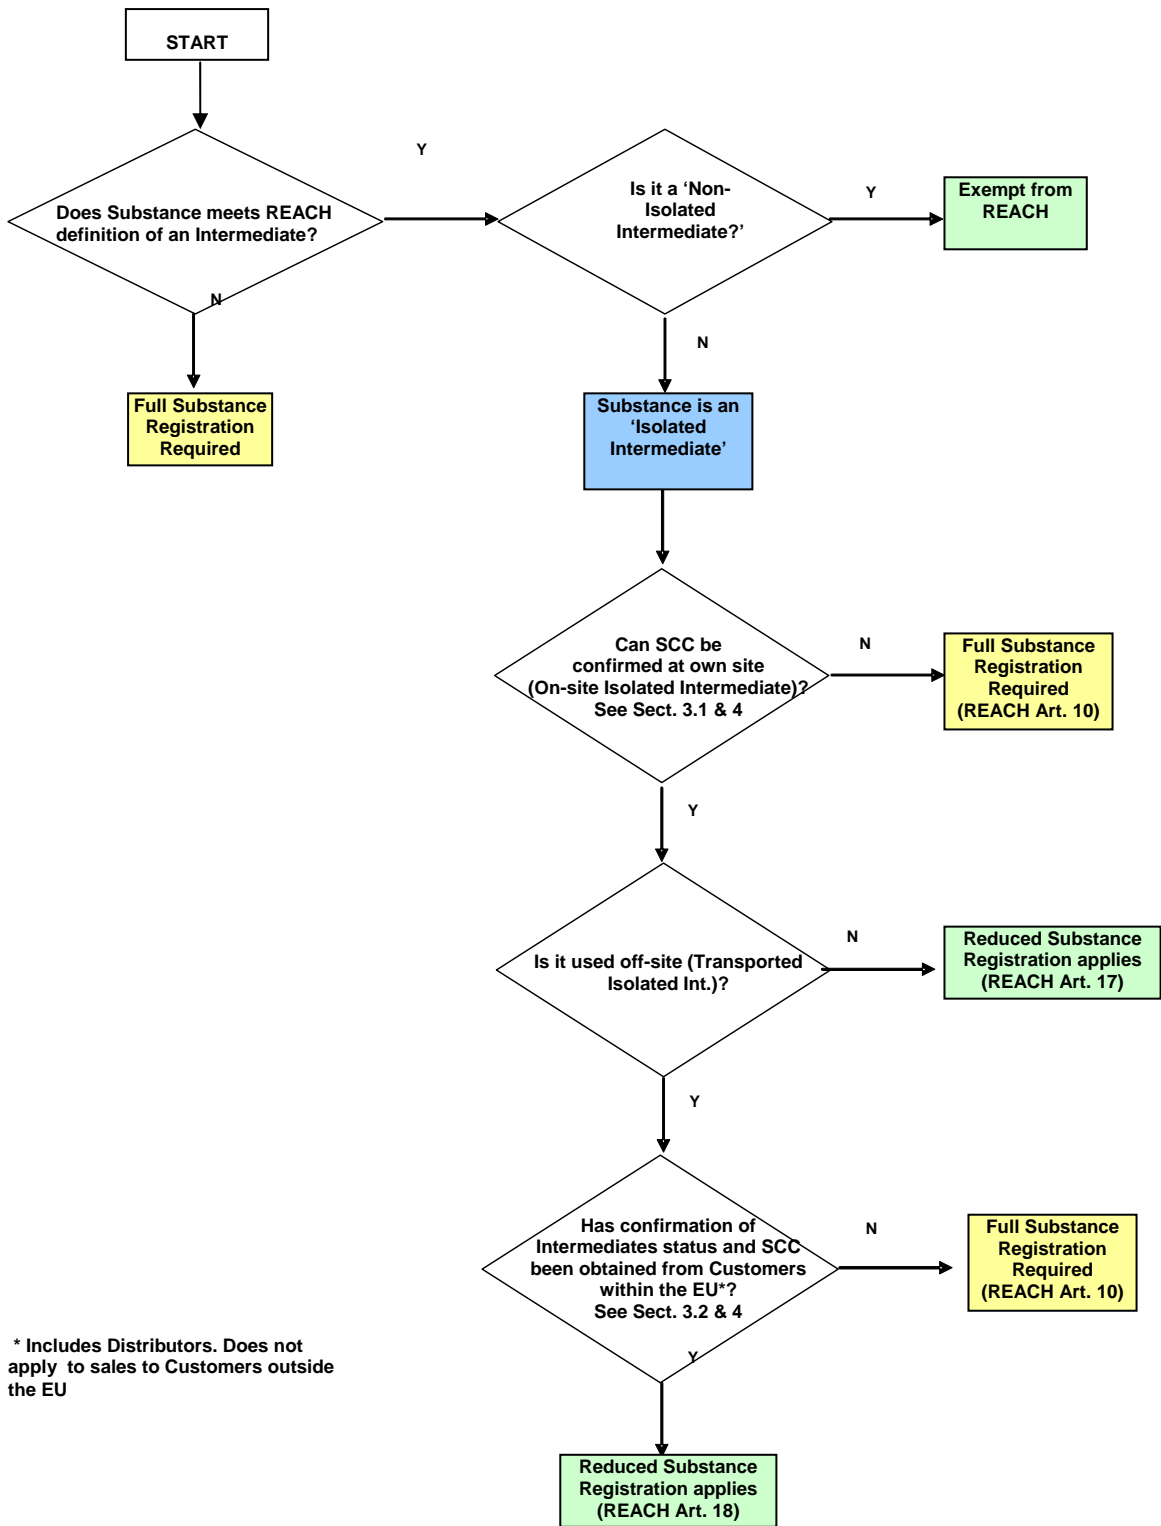 START
Y
Does Substance meets REACH
definition of an Intermediate?
N
Is it a ‘Non-
Isolated
Intermediate?’
Y
Exempt from
REACH
N
Full Substance
Registration
Required
Substance is an
‘Isolated
Intermediate’
Can SCC be
confirmed at own site
(On-site Isolated Intermediate)?
See Sect. 3.1 & 4
N
Full Substance
Registration
Required
(REACH Art. 10)
Y
Is it used off-site (Transported
Isolated Int.)?
N
Reduced Substance
Registration applies
(REACH Art. 17)
Y
Has confirmation of
Intermediates status and SCC
been obtained from Customers
within the EU*?
See Sect. 3.2 & 4
N
Full Substance
Registration
Required
(REACH Art. 10)
Y
* Includes Distributors. Does not
apply  to sales to Customers outside
the EU
Reduced Substance
Registration applies
(REACH Art. 18)